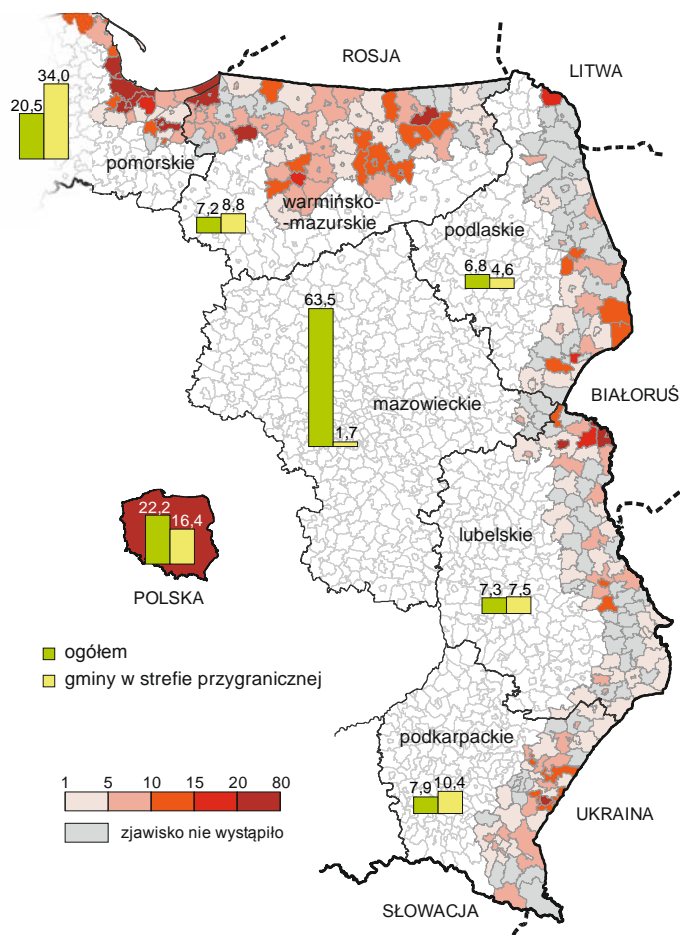 ROSJA
LITWA
34,0
20,5
pomorskie
7,2 8,8
warmińsko-
-mazurskie
podlaskie
6,8 4,6
63,5
mazowieckie
1,7
BIAŁORUŚ
22,2
16,4
POLSKA
lubelskie
7,3 7,5
ogółem
gminy w strefie przygranicznej
podkarpackie
7,9 10,4
1 5 10 15 20 80
zjawisko nie wystąpiło
UKRAINA
SŁOWACJA